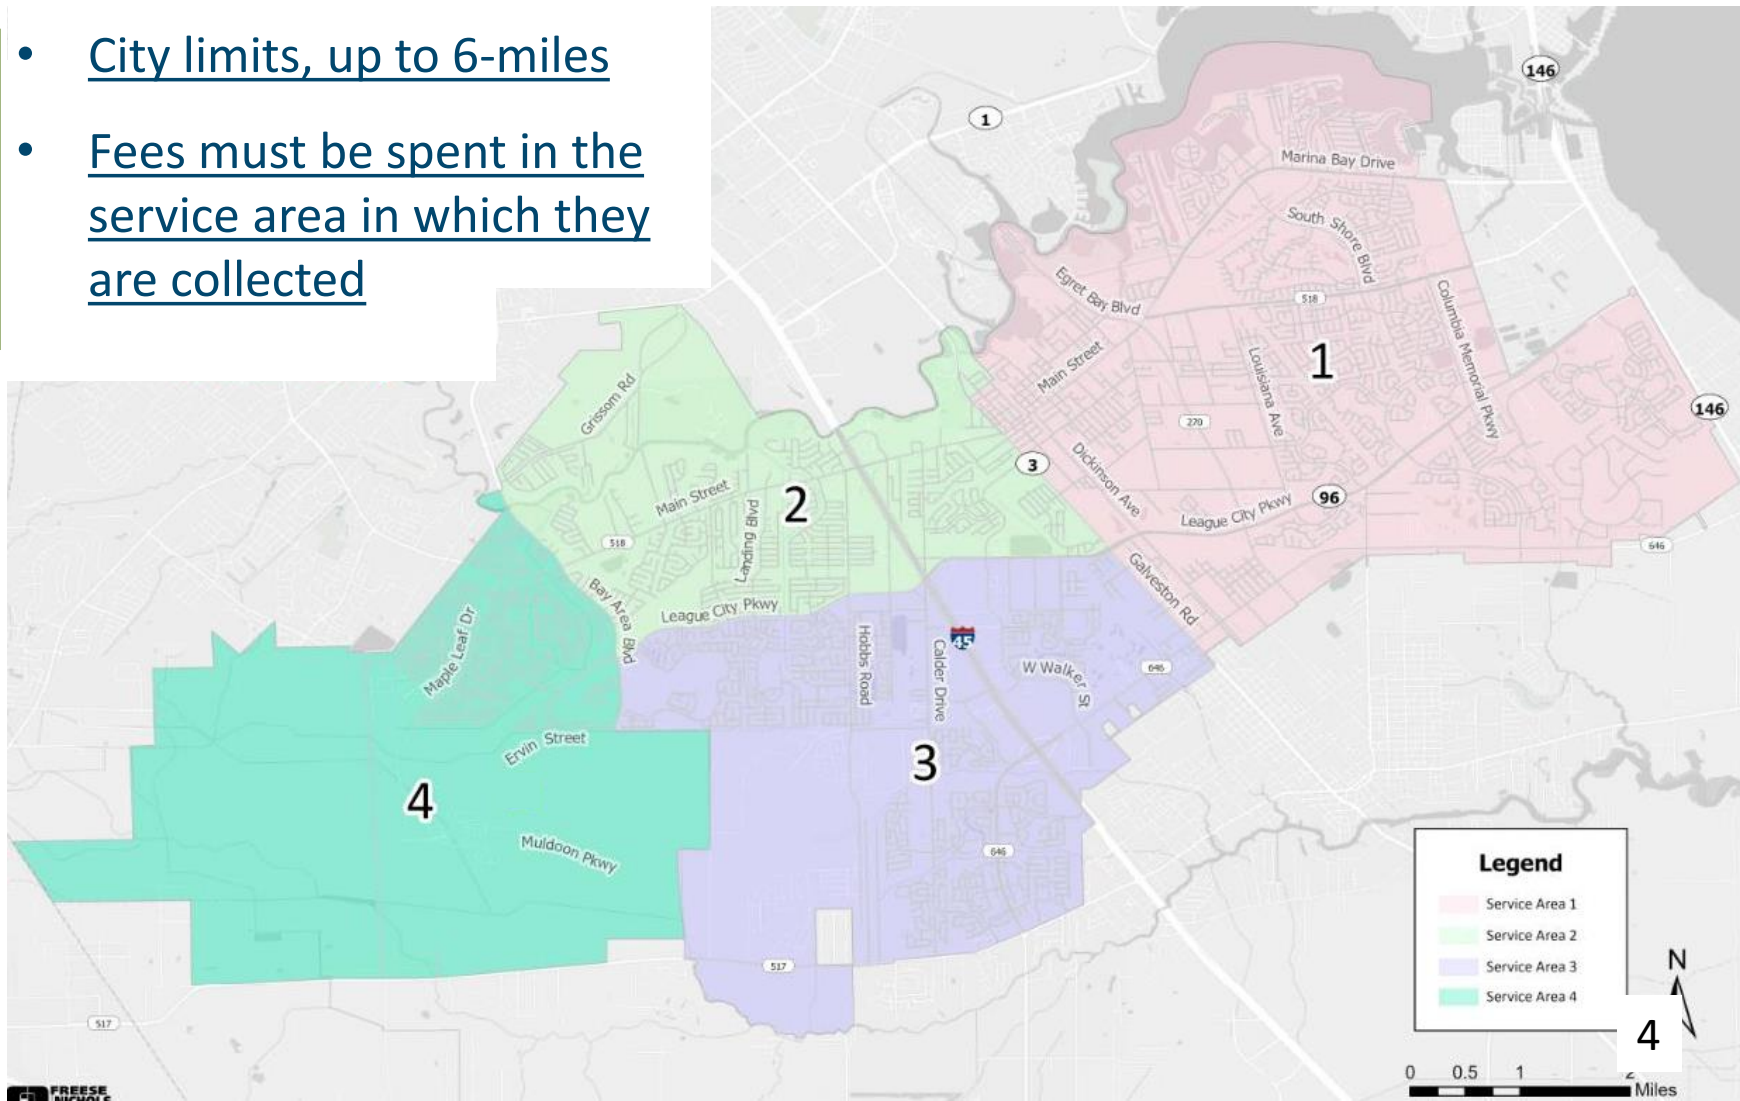 • City limits, up to 6-miles
• Fees must be spent in the
service area in which they
are collected
146
1
Marina Bay Drive
South Shore Blvd
Egret Bay Blvd
518
Columbia Memorial Pkwy
Main Street
1
Louisiana Ave
Grissom Rd
146
270
3
Dickinson Ave
Main Street
2
96
Landing Blvd
League City Pkwy
518
646
Galveston Rd
Bay Area Blvd
League City Pkwy
Maple Leaf Dr
Hobbs Road
Calder Drive
45
W Walker St
646
Ervin Street
3
4
Muldoon Pkwy
646
Legend
Service Area 1
Service Area 2
Service Area 3
Service Area 4
517
517
N
4
0 0.5 1 2
Miles
FREESE
NICHOLS